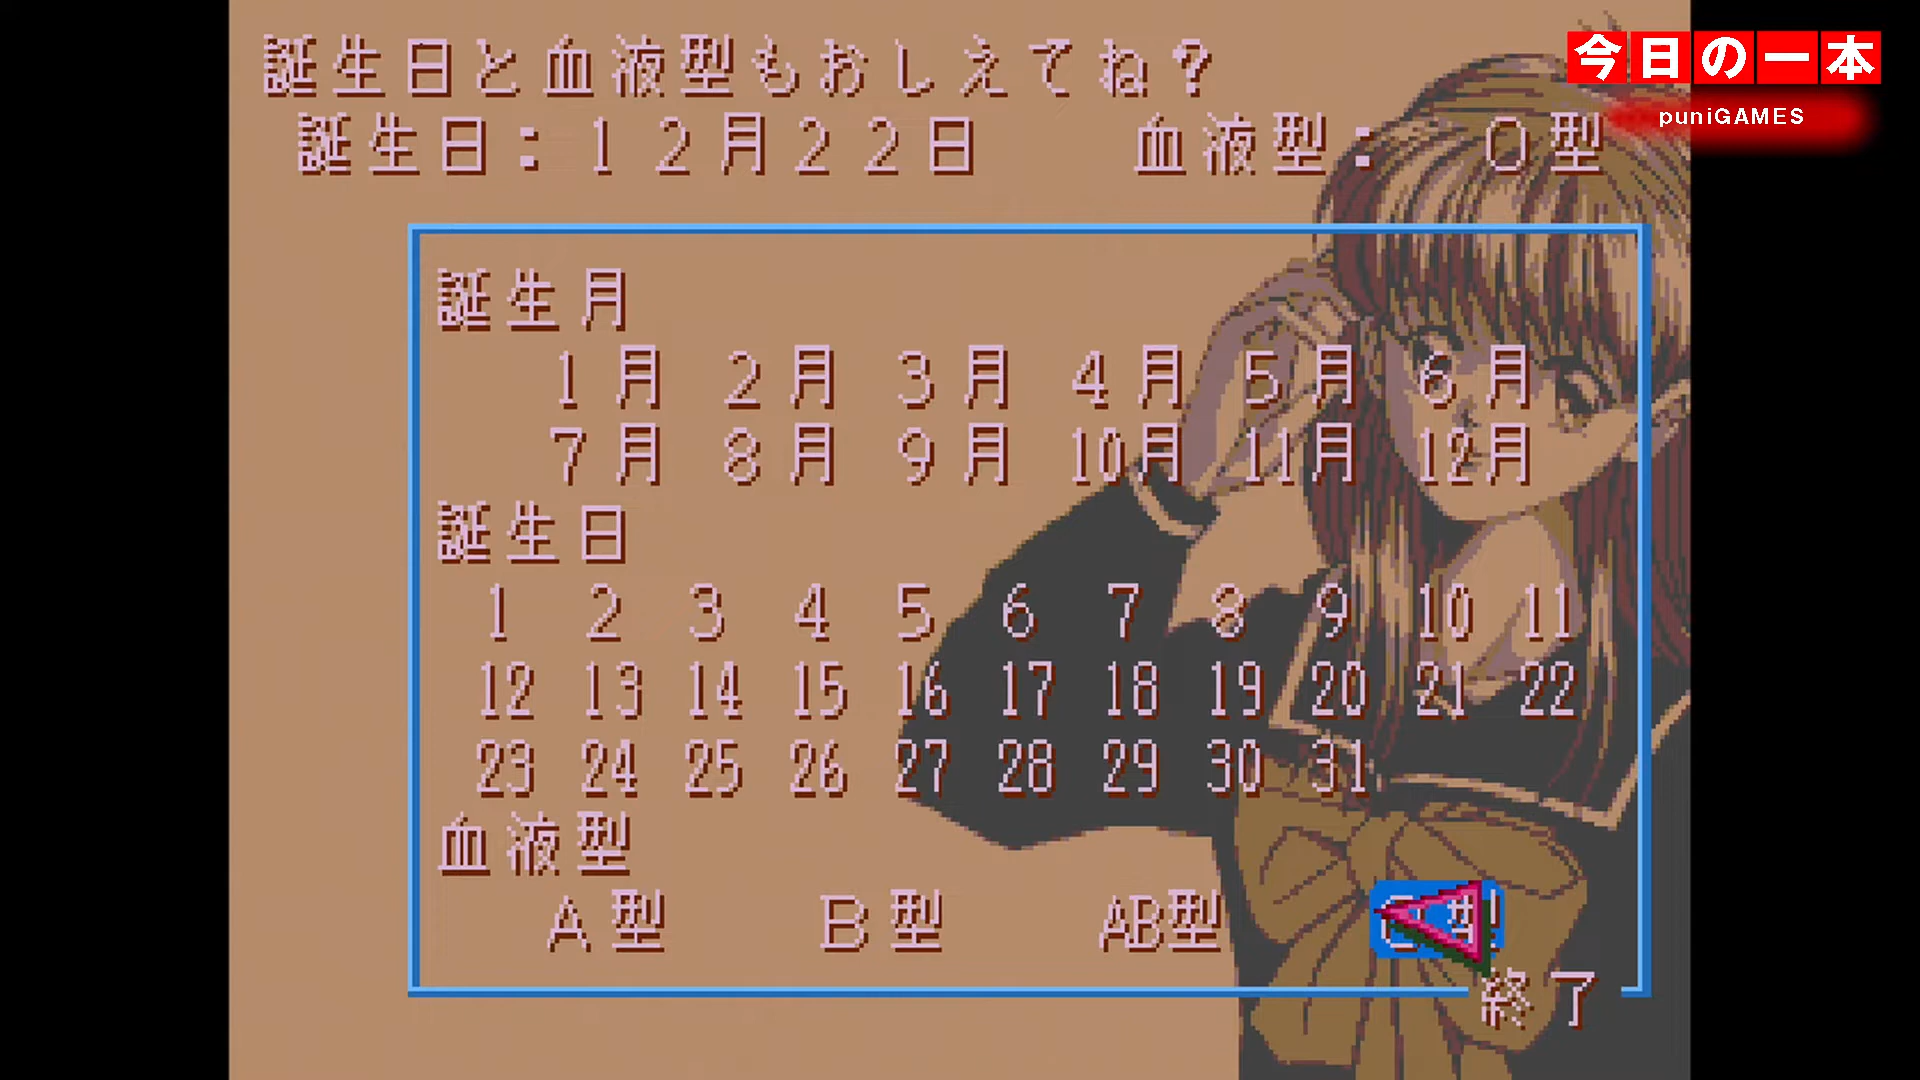 今日の一本
puniGAMES
誕生日と血液型もおしえてね?
誕生日:12月22日 血液型: O型
誕生月
1月 2月 3月 4月 5月 6月
7月 8月 9月 10月 11月 12月
誕生日
1 2 3 4 5 6 7 8 9 10 11
12 13 14 15 16 17 18 19 20 21 22
23 24 25 26 27 28 29 30 31
血液型
A型 B型 AB型 O型
終了